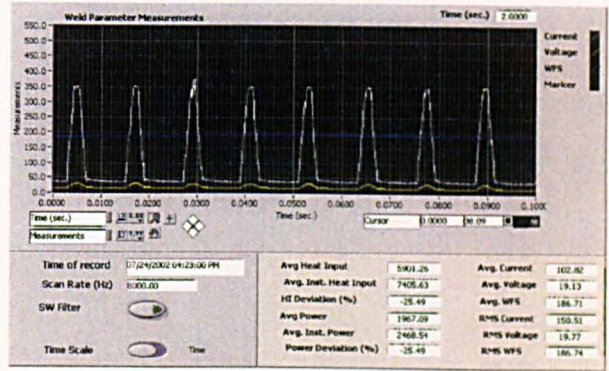 Weld Parameter Measurements
Time (sec.) 2.0000
550.0
500.0
450.0
400.0
350.0
300.0
250.0
200.0
150.0
100.0
50.0
0.0
Measurements
Current
Voltage
WFS
Marker
0.0000 0.0100 0.0200 0.0300 0.0400 0.0500 0.0600 0.0700 0.0800 0.0900 0.100
Time (sec.)
Time (sec.)
Measurements
Cursor 0.0000 98.09
Time of record 07/24/2002 04:23:00 PM
Scan Rate (Hz) 8000.00
SW Filter
Time Scale Time
Avg Heat Input 5901.26
Avg. Inst. Heat Input 7405.63
HI Deviation (%) -25.49
Avg Power 1967.09
Avg. Inst. Power 2468.54
Power Deviation (%) -25.49
Avg. Current 102.82
Avg. Voltage 19.13
Avg. WFS 186.71
RMS Current 150.51
RMS Voltage 19.77
RMS WFS 186.74